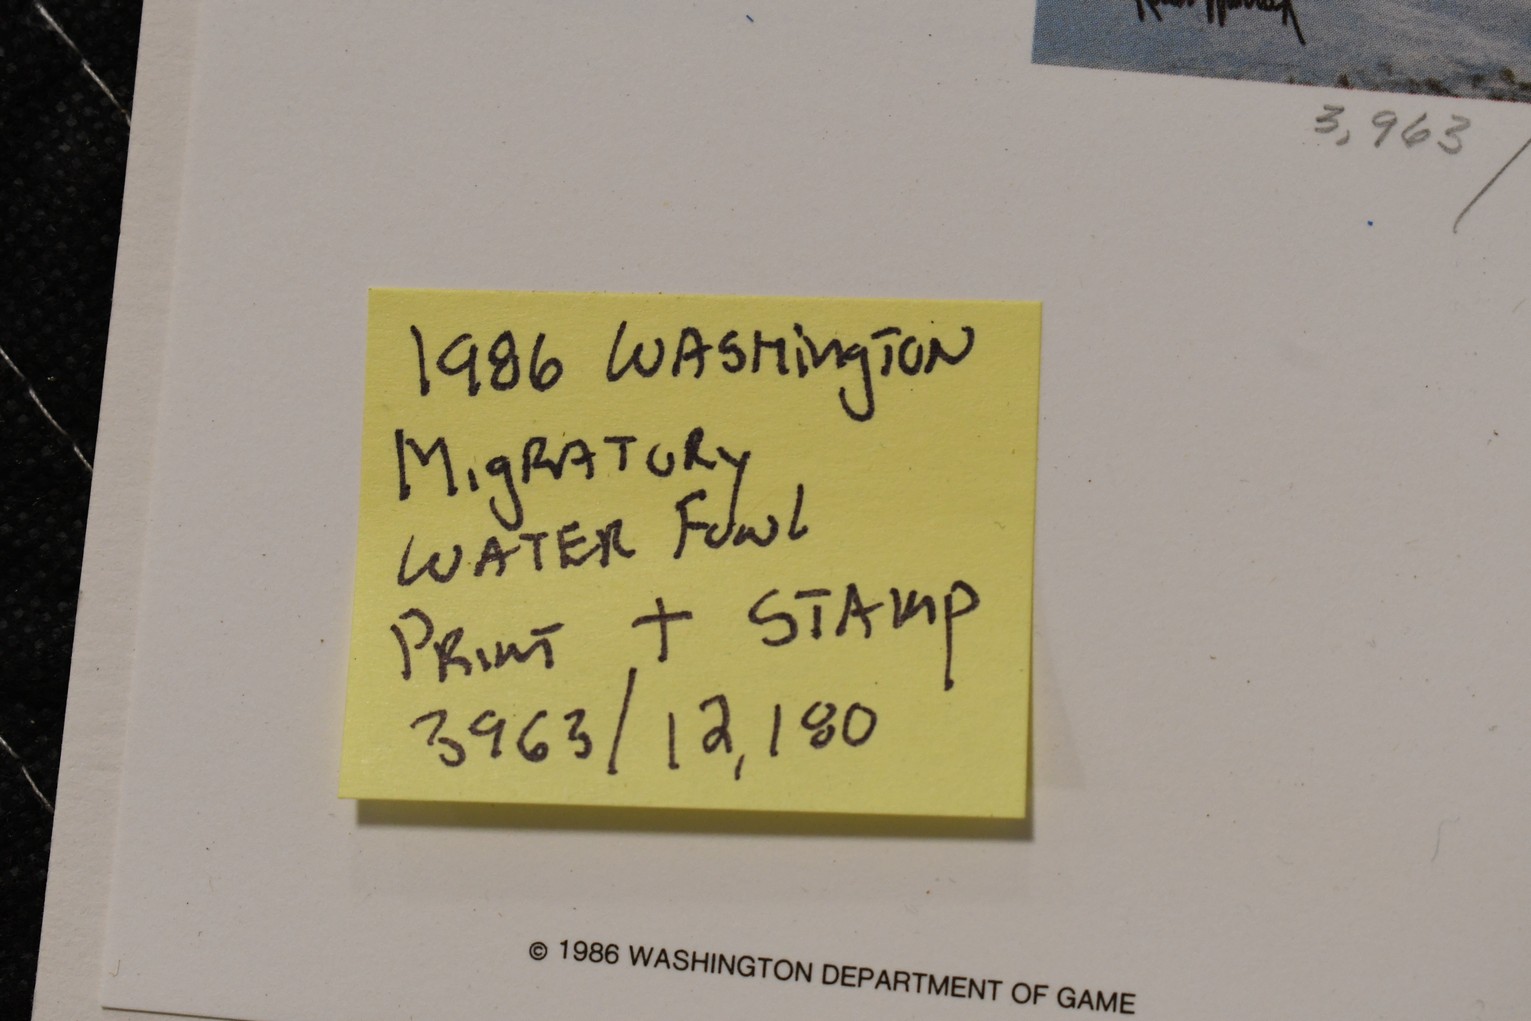 3,963 /
1986 WASHINGTON
MIGRATORY
WATER FOWL
PRINT + STAMP
3963/12,180
© 1986 WASHINGTON DEPARTMENT OF GAME